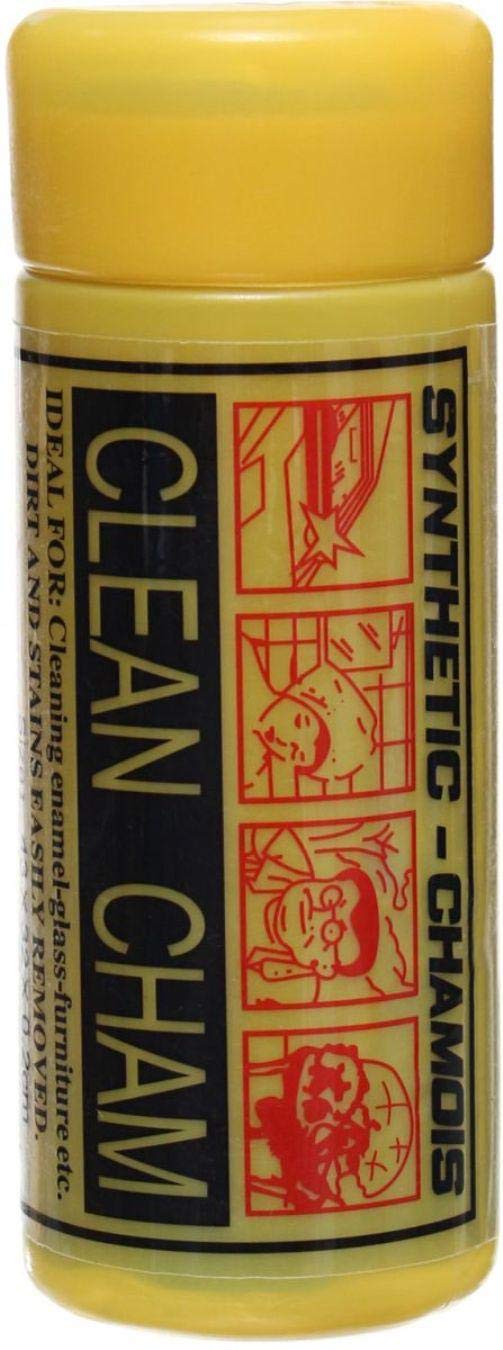 SYNTHETIC - CHAMOIS
CLEAN CHAM
IDEAL FOR: Cleaning enamel-glass-furniture etc.
DIRT AND STAINS EASILY REMOVED.